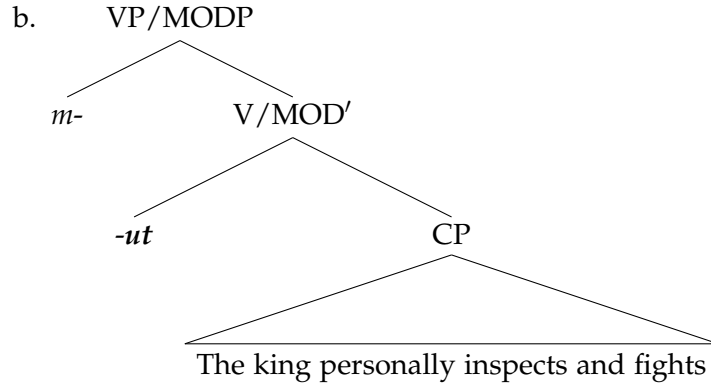 b. VP/MODP
m- V/MOD′
-ut CP
The king personally inspects and fights